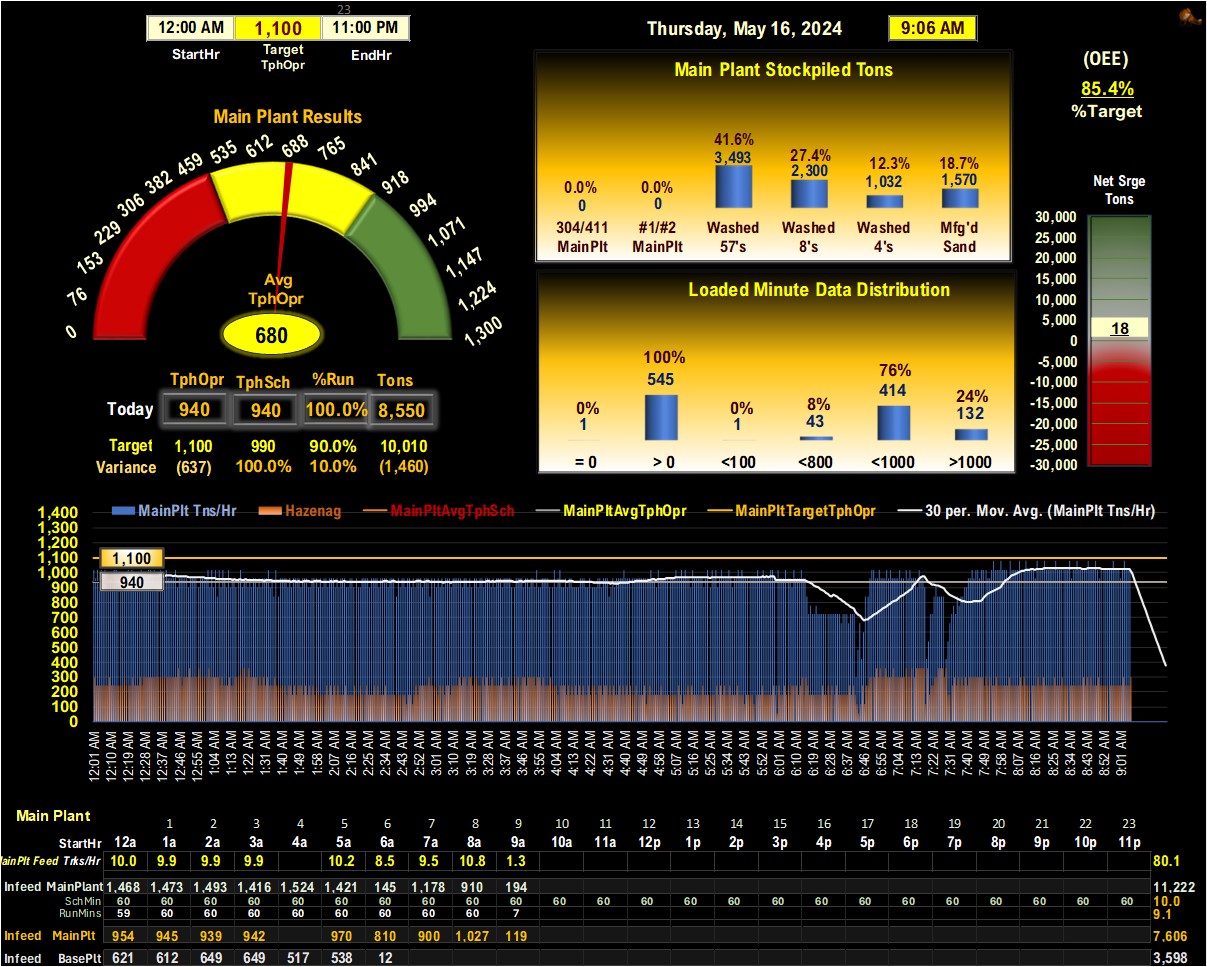 23
12:00 AM 1,100 11:00 PM
StartHr Target TphOpr EndHr
Thursday, May 16, 2024 9:06 AM
(OEE)
85.4%
%Target
Main Plant Results
0 76 153 229 306 382 459 535 612 688 765 841 918 994 1,071 1,147 1,224 1,300
Avg
TphOpr
680
TphOpr TphSch %Run Tons
Today 940 940 100.0% 8,550
Target 1,100 990 90.0% 10,010
Variance (637) 100.0% 10.0% (1,460)
Main Plant Stockpiled Tons
0.0% 0.0% 41.6% 27.4% 12.3% 18.7%
0 0 3,493 2,300 1,032 1,570
304/411 #1/#2 Washed Washed Washed Mfg'd
MainPlt MainPlt 57's 8's 4's Sand
Loaded Minute Data Distribution
0% 100% 0% 8% 76% 24%
1 545 1 43 414 132
= 0 > 0 <100 <800 <1000 >1000
Net Srge
Tons
30,000
25,000
20,000
15,000
10,000
5,000
18
0
-5,000
-10,000
-15,000
-20,000
-25,000
-30,000
MainPlt Tns/Hr Hazenag MainPltAvgTphSch MainPltAvgTphOpr MainPltTargetTphOpr 30 per. Mov. Avg. (MainPlt Tns/Hr)
1,400
1,300
1,200
1,100
1,000
900
800
700
600
500
400
300
200
100
0
1,100
940
12:01 AM 12:10 AM 12:19 AM 12:28 AM 12:37 AM 12:46 AM 12:55 AM 1:04 AM 1:13 AM 1:22 AM 1:31 AM 1:40 AM 1:49 AM 1:58 AM 2:07 AM 2:16 AM 2:25 AM 2:34 AM 2:43 AM 2:52 AM 3:01 AM 3:10 AM 3:19 AM 3:28 AM 3:37 AM 3:46 AM 3:55 AM 4:04 AM 4:13 AM 4:22 AM 4:31 AM 4:40 AM 4:49 AM 4:58 AM 5:07 AM 5:16 AM 5:25 AM 5:34 AM 5:43 AM 5:52 AM 6:01 AM 6:10 AM 6:19 AM 6:28 AM 6:37 AM 6:46 AM 6:55 AM 7:04 AM 7:13 AM 7:22 AM 7:31 AM 7:40 AM 7:49 AM 7:58 AM 8:07 AM 8:16 AM 8:25 AM 8:34 AM 8:43 AM 8:52 AM 9:01 AM
Main Plant
1 2 3 4 5 6 7 8 9 10 11 12 13 14 15 16 17 18 19 20 21 22 23
StartHr 12a 1a 2a 3a 4a 5a 6a 7a 8a 9a 10a 11a 12p 1p 2p 3p 4p 5p 6p 7p 8p 9p 10p 11p
MainPlt Feed Trks/Hr 10.0 9.9 9.9 9.9 10.2 8.5 9.5 10.8 1.3 80.1
Infeed MainPlant 1,468 1,473 1,493 1,416 1,524 1,421 145 1,178 910 194 11,222
SchMin 60 60 60 60 60 60 60 60 60 60 60 60 60 60 60 60 60 60 60 60 60 60 60 60 10.0
RunMins 59 60 60 60 60 60 60 60 60 7 9.1
Infeed MainPlt 954 945 939 942 970 810 900 1,027 119 7,606
Infeed BasePlt 621 612 649 649 517 538 12 3,598